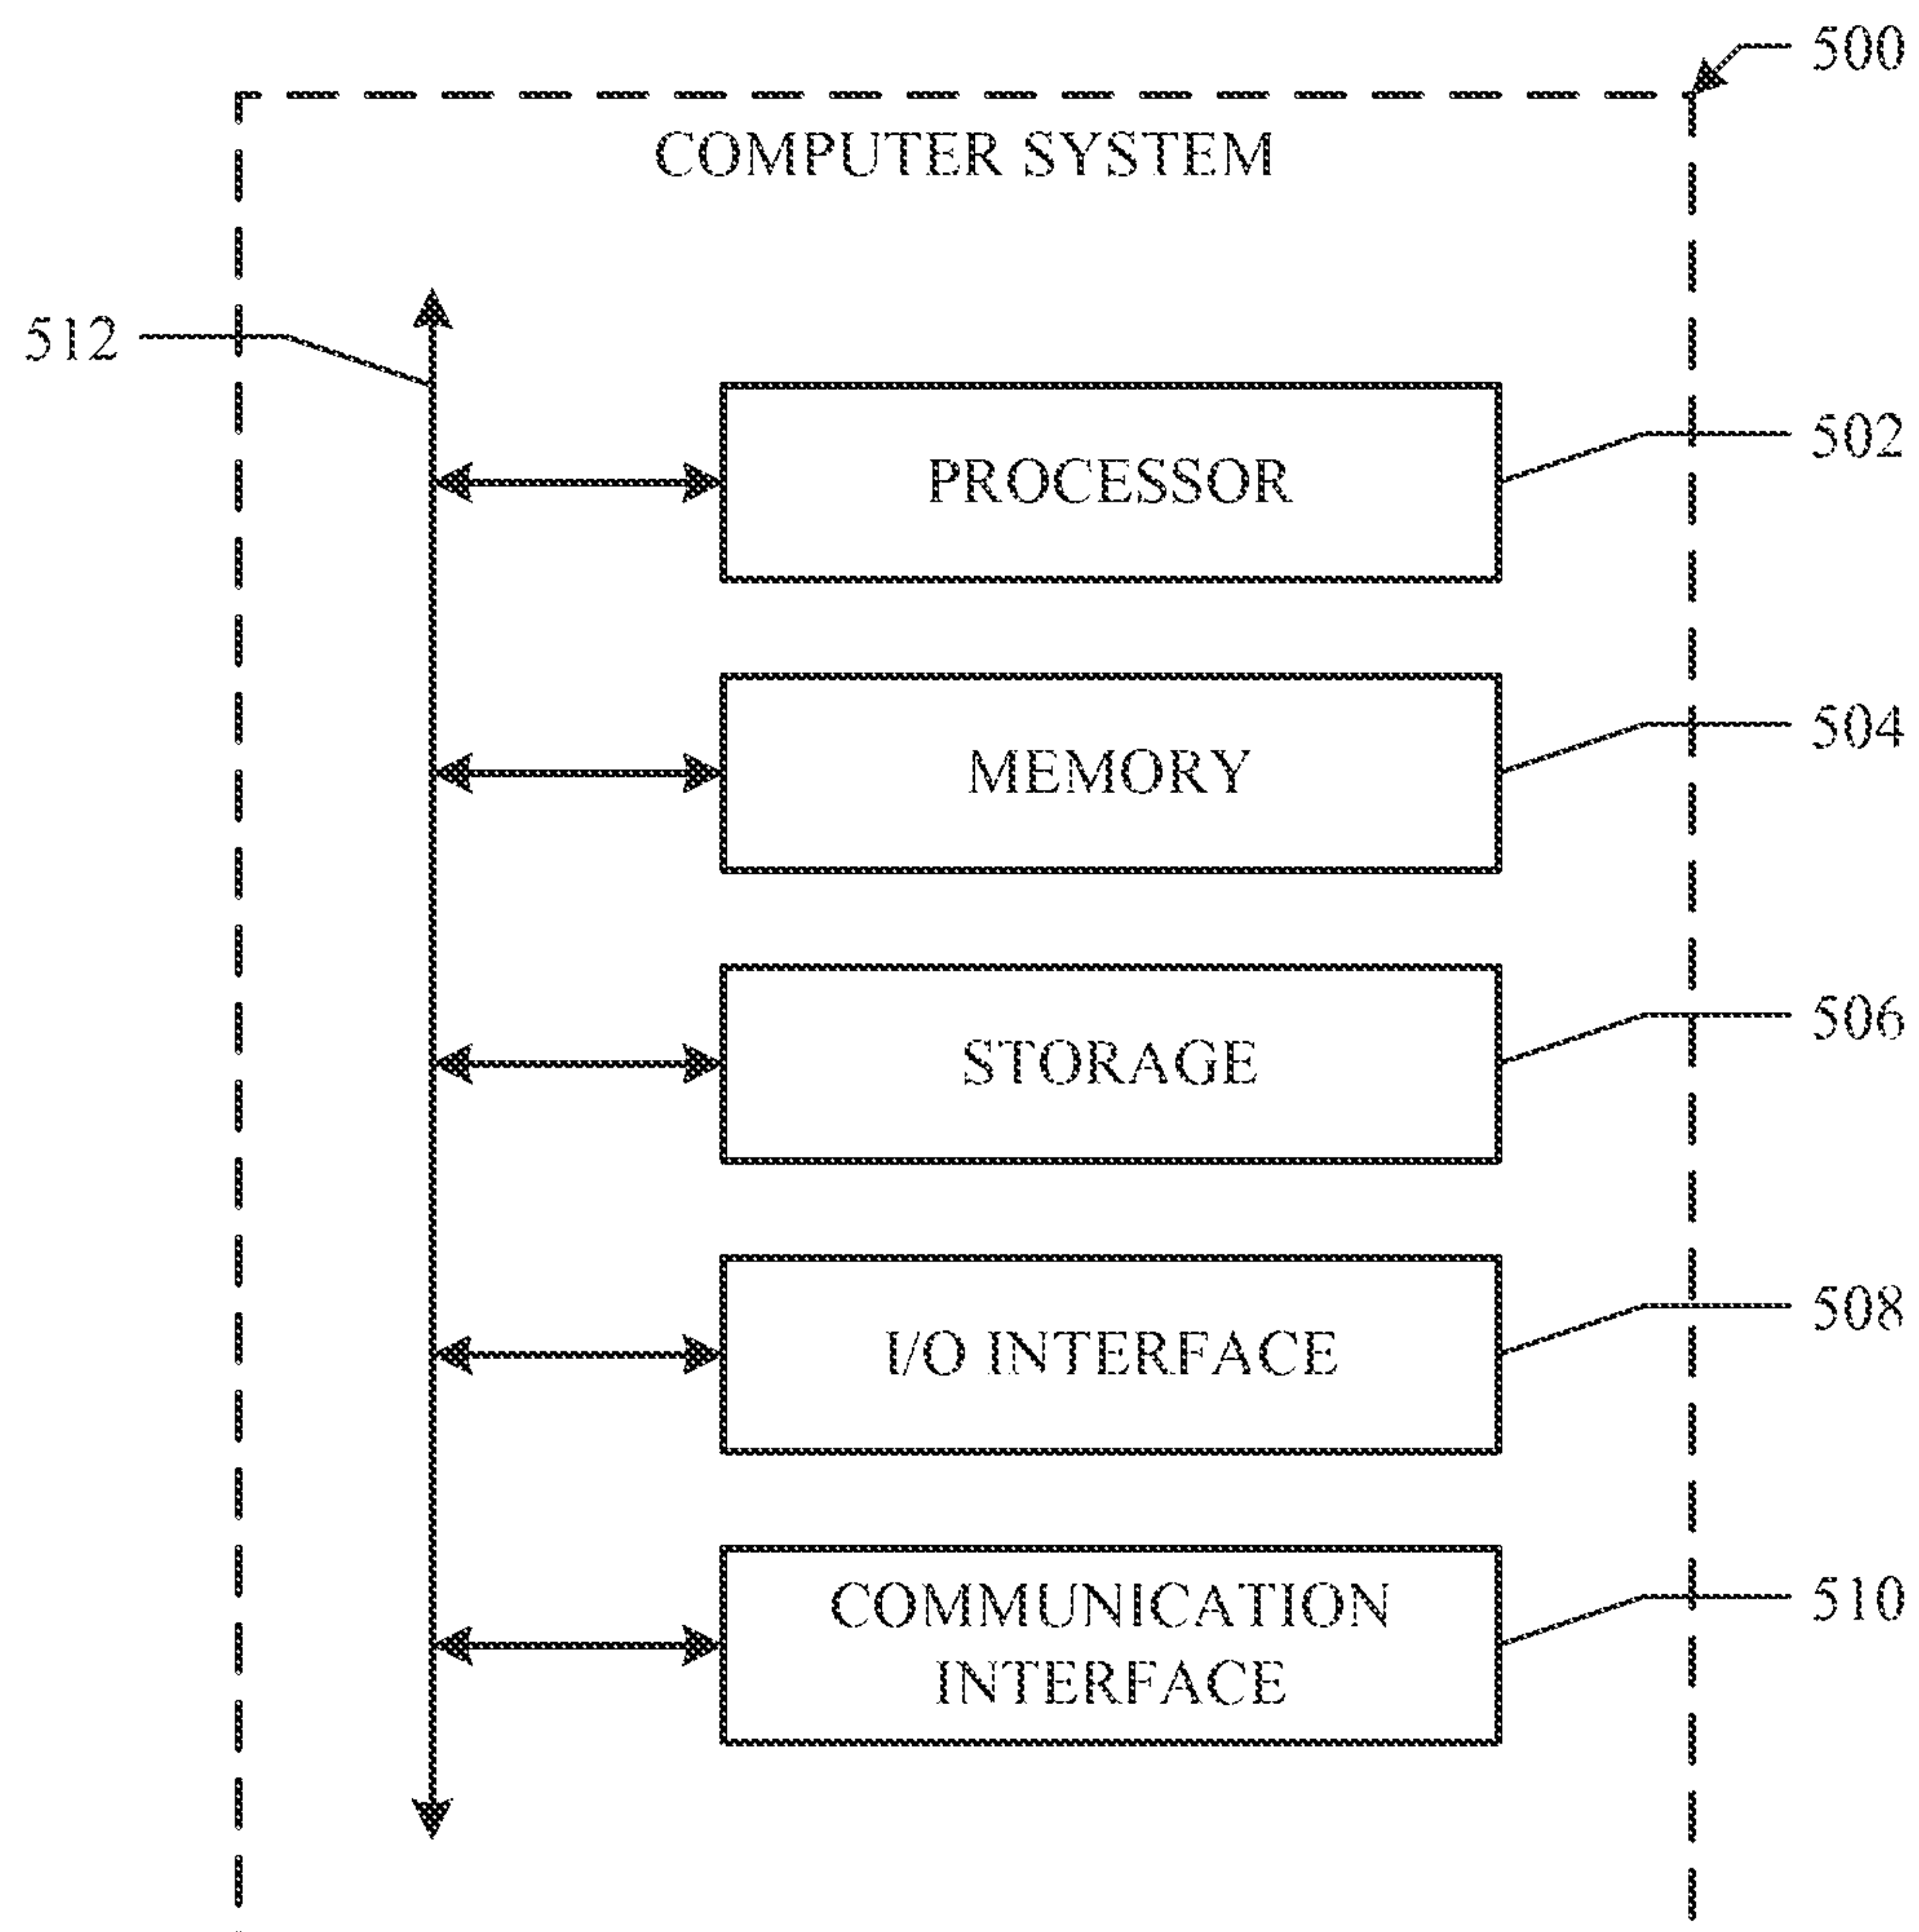 500
COMPUTER SYSTEM
512
PROCESSOR
502
MEMORY
504
STORAGE
506
I/O INTERFACE
508
COMMUNICATION
INTERFACE
510